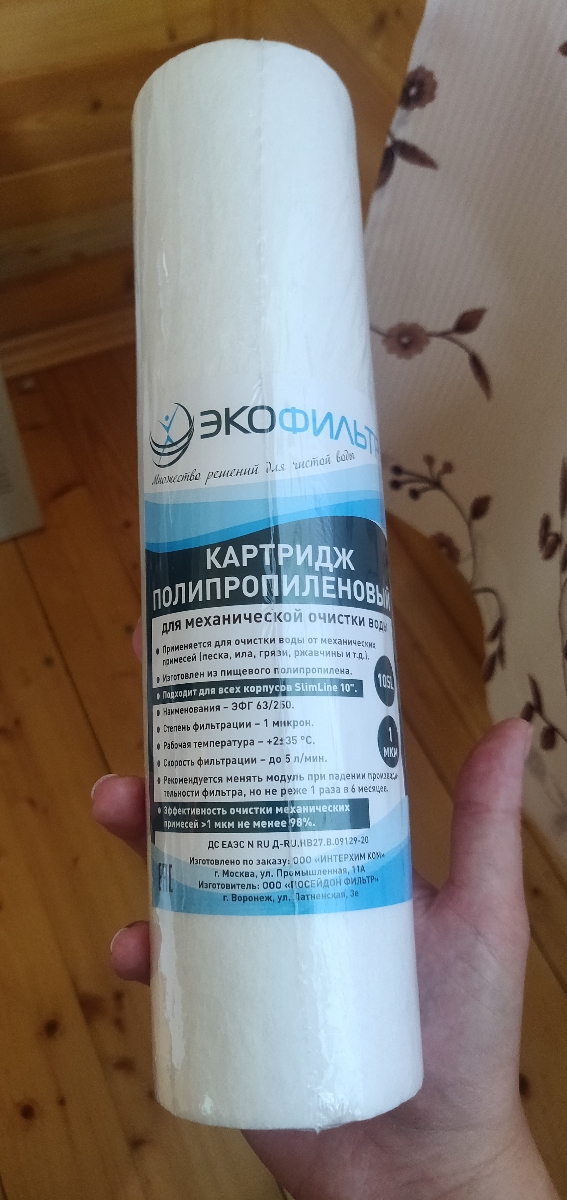 ЭКОФИЛЬТР
Множество решений для чистой воды
КАРТРИДЖ
ПОЛИПРОПИЛЕНОВЫЙ
для механической очистки воды
• Применяется для очистки воды от механических
примесей (песка, ила, грязи, ржавчины и т.д.).
• Изготовлен из пищевого полипропилена.
• Подходит для всех корпусов SlimLine 10".
• Наименования – ЭФГ 63/250.
• Степень фильтрации – 1 микрон.
• Рабочая температура – +2±35 °С.
• Скорость фильтрации – до 5 л/мин.
• Рекомендуется менять модуль при падении производи-
тельности фильтра, но не реже 1 раза в 6 месяцев.
• Эффективность очистки механических
примесей >1 мкм не менее 98%.
10SL
1
МКМ
ДС ЕАЭС N RU Д-RU.НВ27.В.09129-20
Изготовлено по заказу: ООО «ИНТЕРХИМ КОМ»
г. Москва, ул. Промышленная, 11А
Изготовитель: ООО «ПОСЕЙДОН ФИЛЬТР»
г. Воронеж, ул. Латненская, 3е
ЕАС